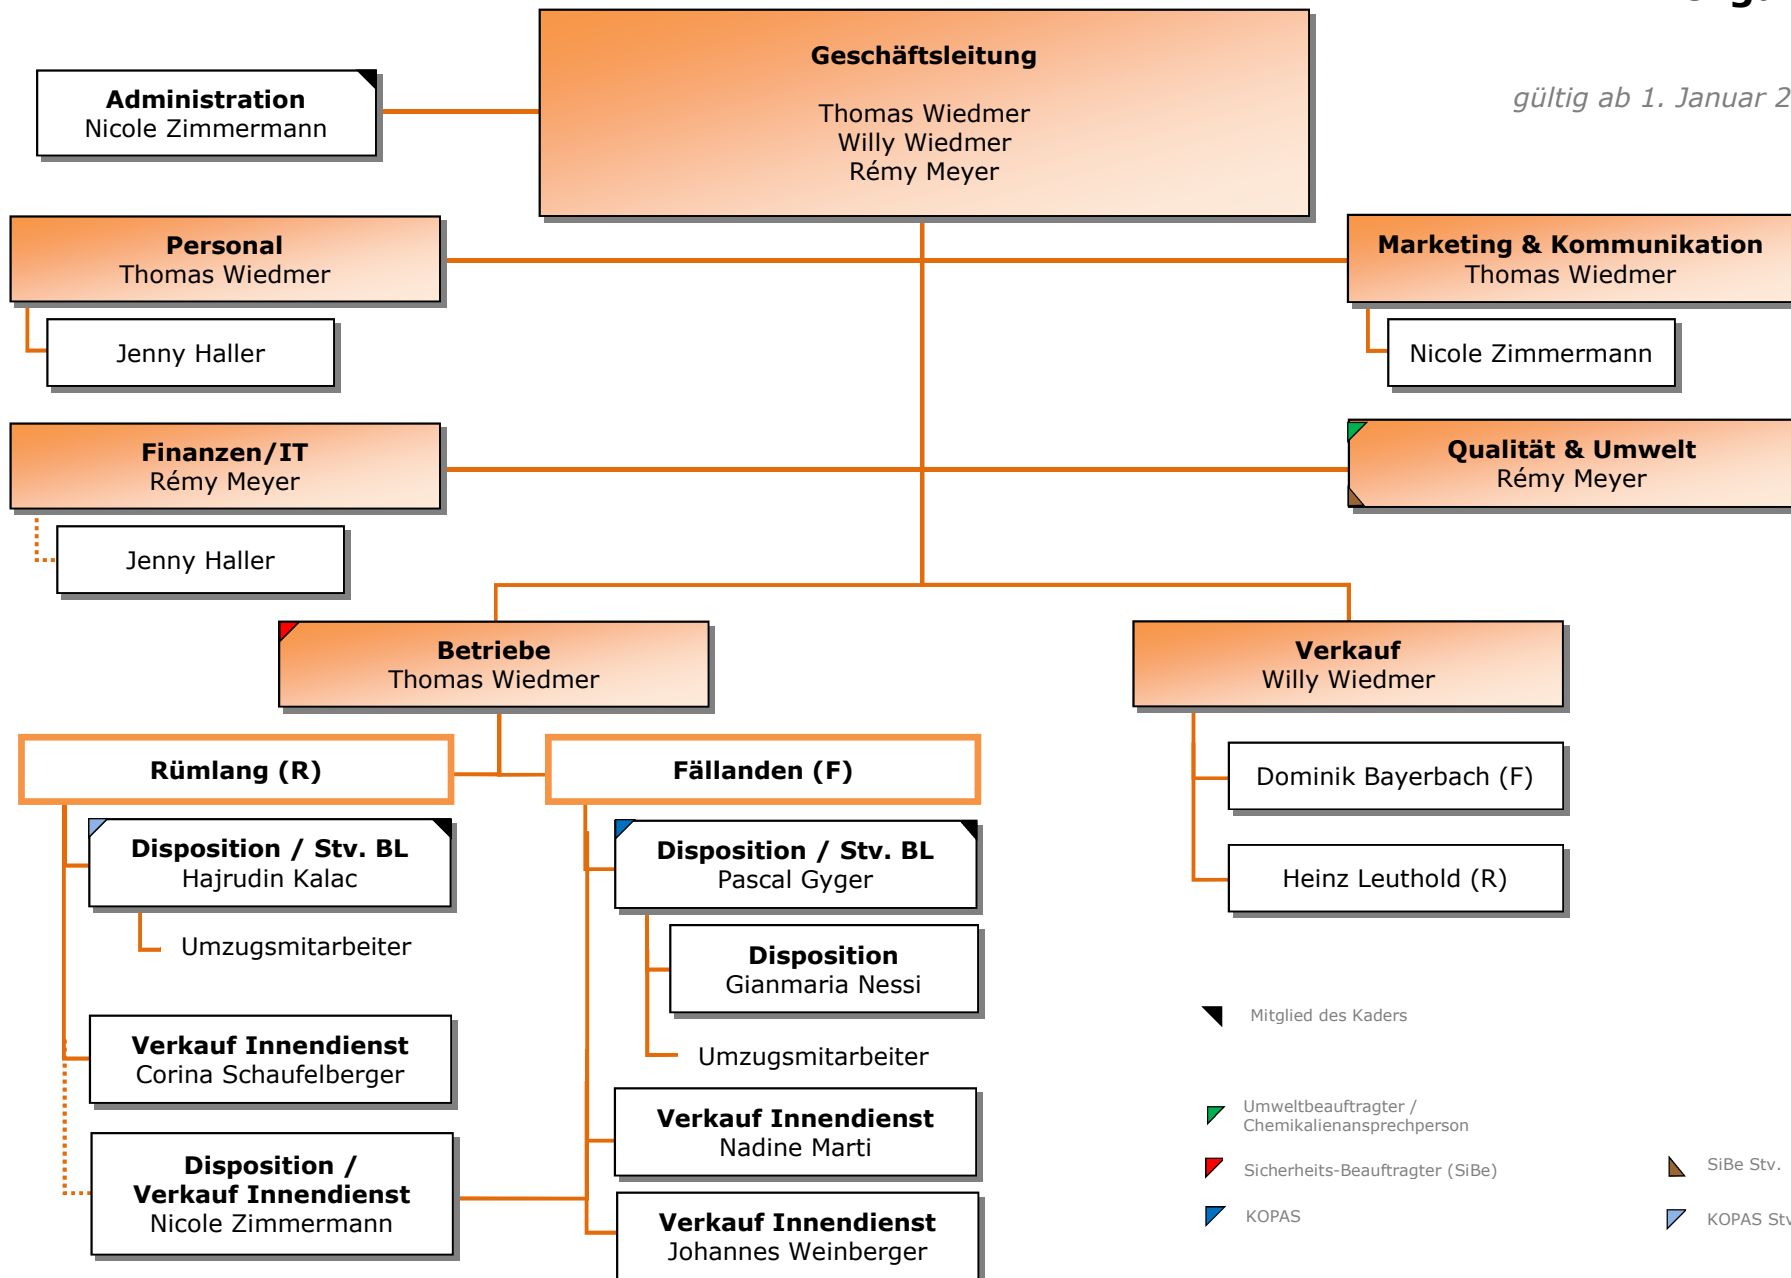 gültig ab 1. Januar 2
Geschäftsleitung
Thomas Wiedmer
Willy Wiedmer
Rémy Meyer
Administration
Nicole Zimmermann
Personal
Thomas Wiedmer
Jenny Haller
Marketing & Kommunikation
Thomas Wiedmer
Nicole Zimmermann
Finanzen/IT
Rémy Meyer
Jenny Haller
Qualität & Umwelt
Rémy Meyer
Betriebe
Thomas Wiedmer
Verkauf
Willy Wiedmer
Rümlang (R)
Disposition / Stv. BL
Hajrudin Kalac
Umzugsmitarbeiter
Verkauf Innendienst
Corina Schaufelberger
Disposition /
Verkauf Innendienst
Nicole Zimmermann
Fällanden (F)
Disposition / Stv. BL
Pascal Gyger
Disposition
Gianmaria Nessi
Umzugsmitarbeiter
Verkauf Innendienst
Nadine Marti
Verkauf Innendienst
Johannes Weinberger
Dominik Bayerbach (F)
Heinz Leuthold (R)
Mitglied des Kaders
Umweltbeauftragter /
Chemikalienansprechperson
Sicherheits-Beauftragter (SiBe)
KOPAS
SiBe Stv.
KOPAS Stv